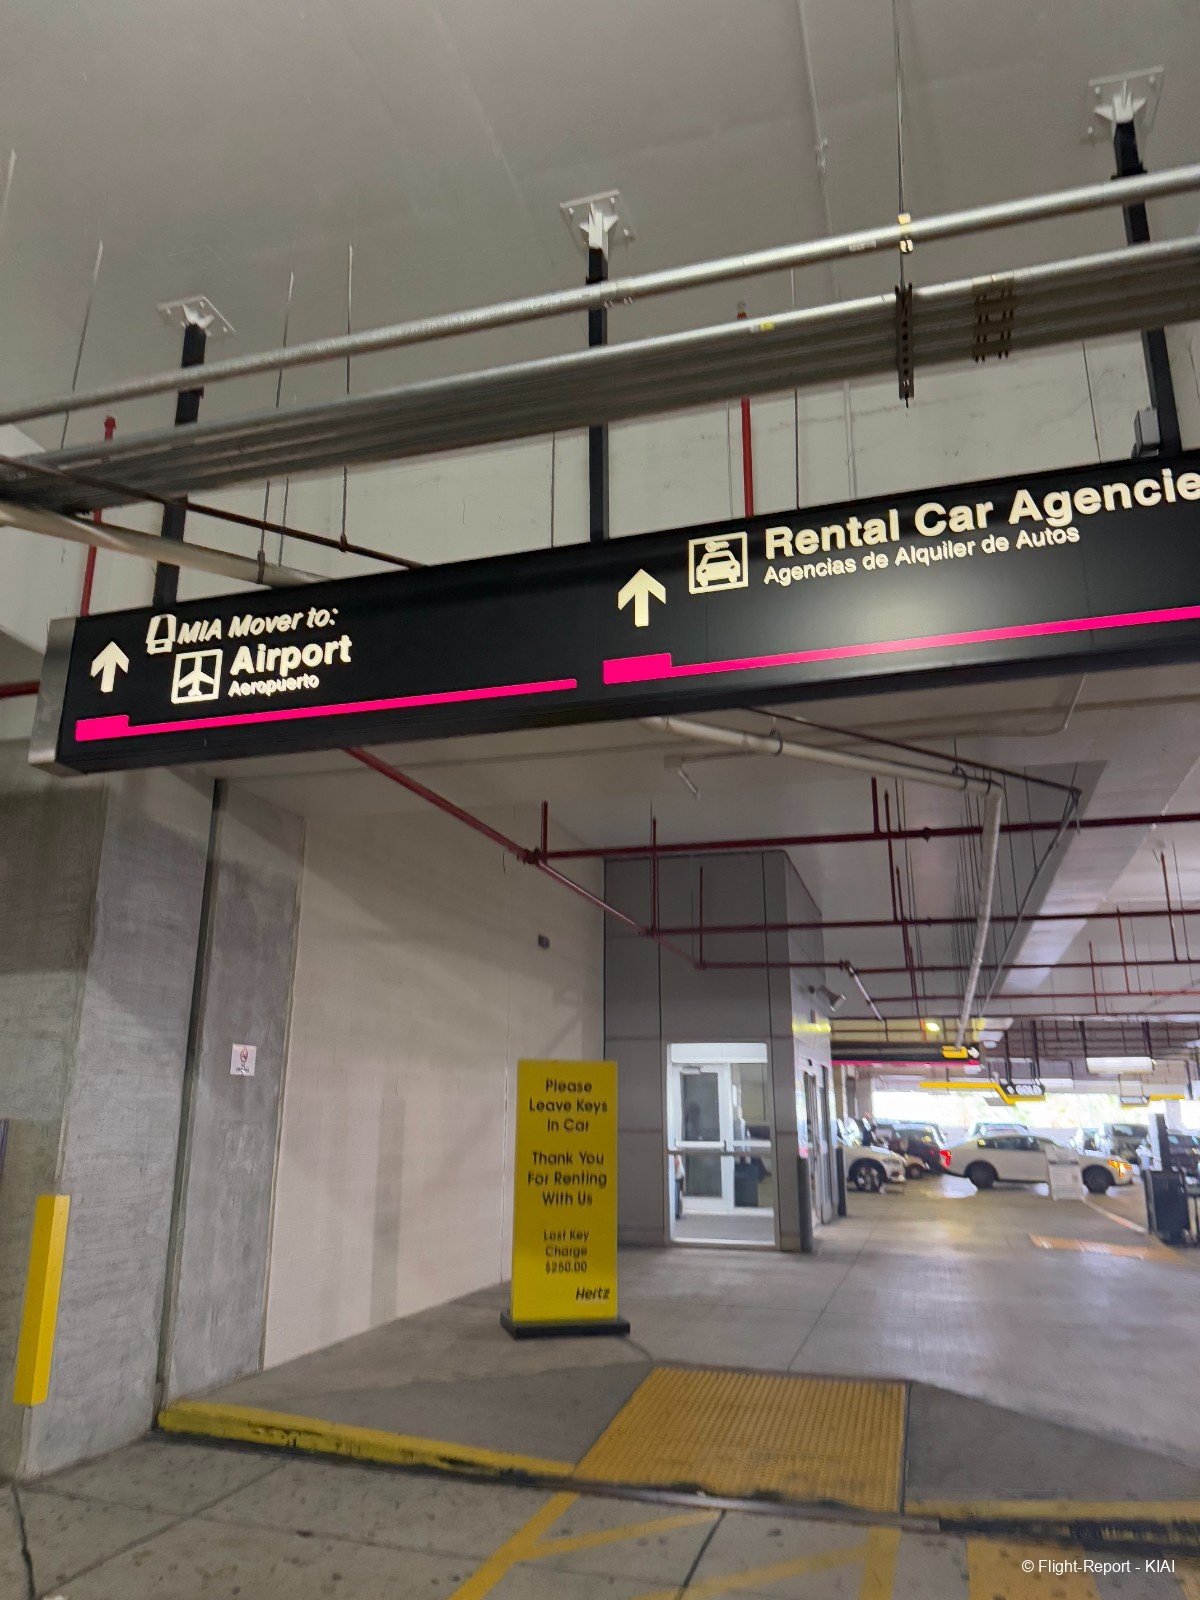 MIA Mover to:
Airport
Aeropuerto
Rental Car Agencie
Agencias de Alquiler de Autos
Please
Leave Keys
In Car
Thank You
For Renting
With Us
Lost Key
Charge
$250.00
Hertz
© Flight-Report - KIAI